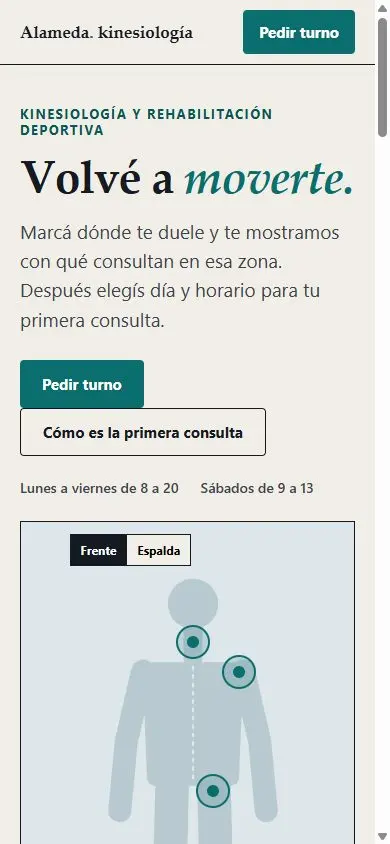 Alameda. kinesiología
Pedir turno
KINESIOLOGÍA Y REHABILITACIÓN
DEPORTIVA
Volvé a moverte.
Marcá dónde te duele y te mostramos
con qué consultan en esa zona.
Después elegís día y horario para tu
primera consulta.
Pedir turno
Cómo es la primera consulta
Lunes a viernes de 8 a 20 Sábados de 9 a 13
Frente Espalda